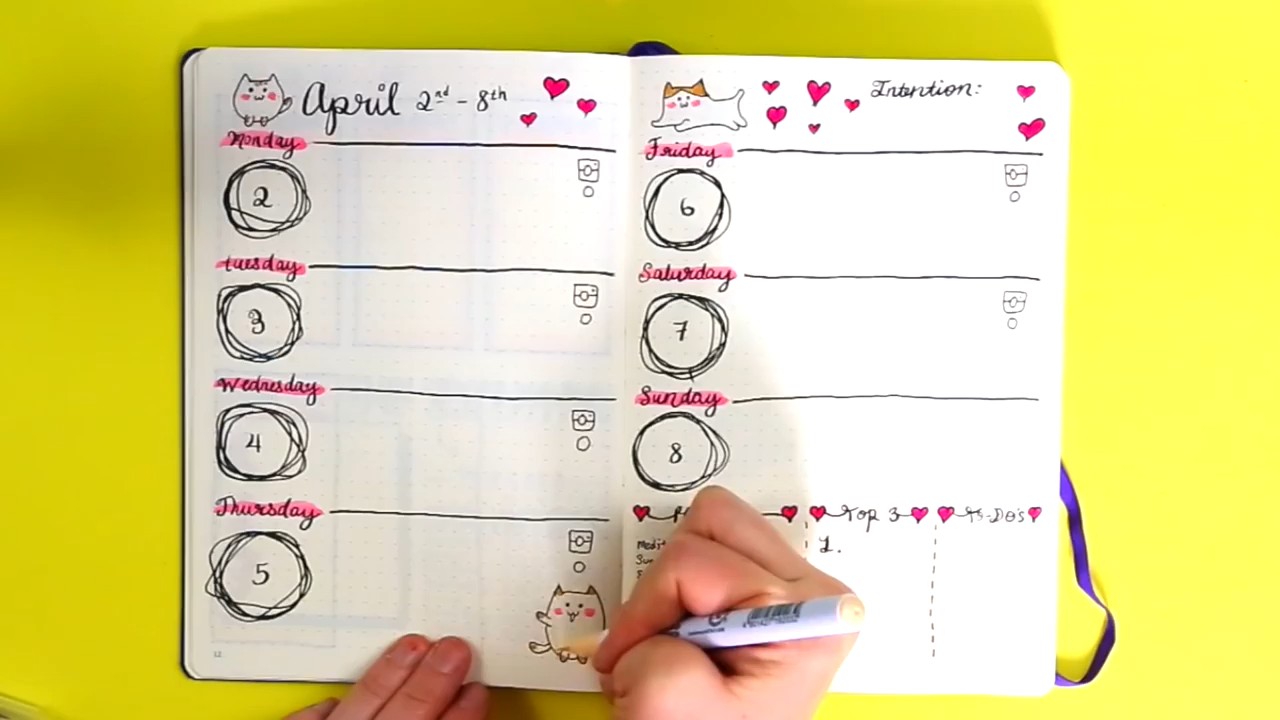 April 2nd - 8th
Monday
2
tuesday
3
Wednesday
4
Thursday
5
12
Intention:
Friday
6
Saturday
7
Sunday
8
Top 3
To-Do's
1.